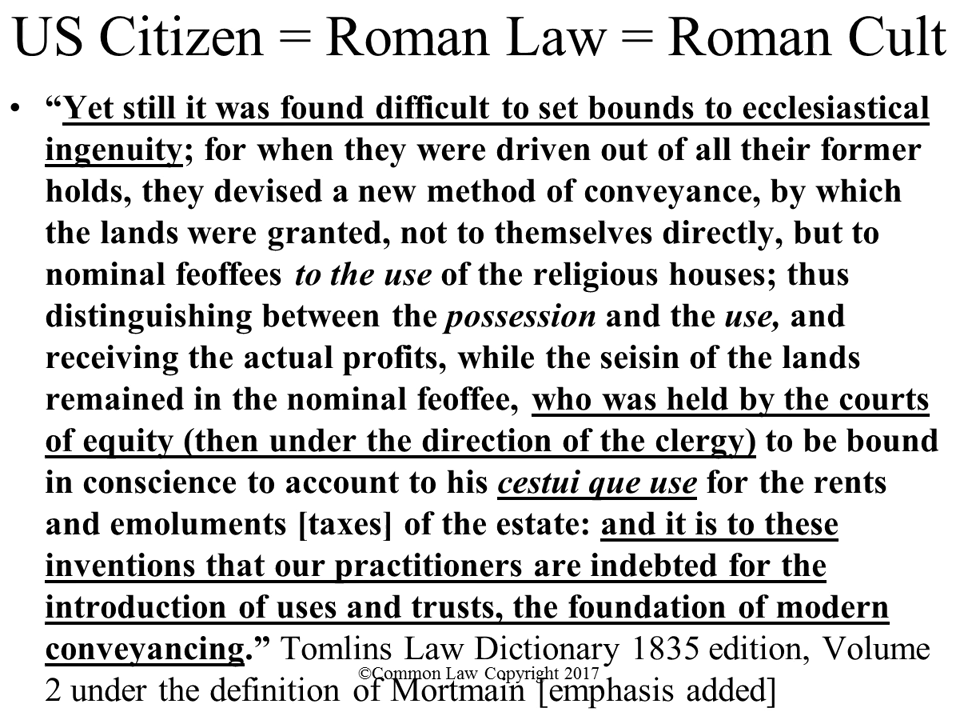 US Citizen = Roman Law = Roman Cult
• “Yet still it was found difficult to set bounds to ecclesiastical
ingenuity; for when they were driven out of all their former
holds, they devised a new method of conveyance, by which
the lands were granted, not to themselves directly, but to
nominal feoffees to the use of the religious houses; thus
distinguishing between the possession and the use, and
receiving the actual profits, while the seisin of the lands
remained in the nominal feoffee, who was held by the courts
of equity (then under the direction of the clergy) to be bound
in conscience to account to his cestui que use for the rents
and emoluments [taxes] of the estate: and it is to these
inventions that our practitioners are indebted for the
introduction of uses and trusts, the foundation of modern
conveyancing.” Tomlins Law Dictionary 1835 edition, Volume
©Common Law Copyright 2017
2 under the definition of Mortmain [emphasis added]